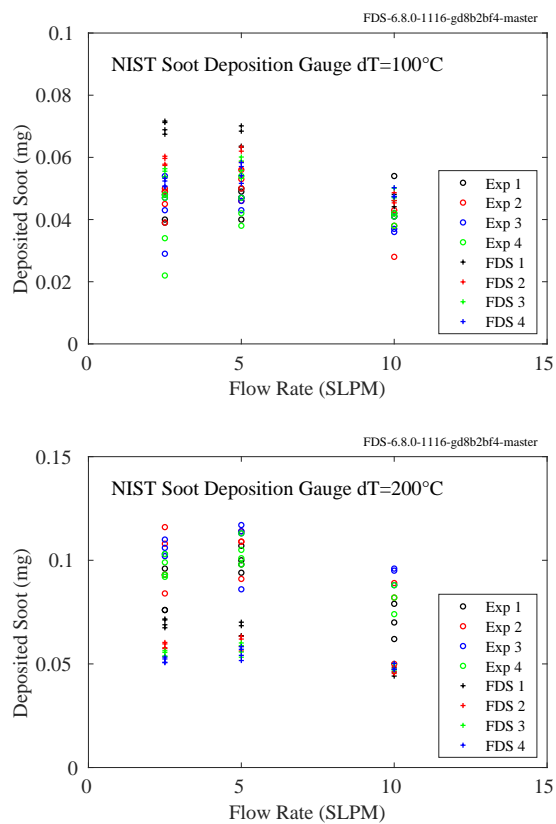 FDS-6.8.0-1116-gd8b2bf4-master
0.1
NIST Soot Deposition Gauge dT=100°C
0.08
0.06
0.04
0.02
0
Deposited Soot (mg)
Exp 1
Exp 2
Exp 3
Exp 4
FDS 1
FDS 2
FDS 3
FDS 4
0 5 10 15
Flow Rate (SLPM)
FDS-6.8.0-1116-gd8b2bf4-master
0.15
NIST Soot Deposition Gauge dT=200°C
0.1
0.05
0
Deposited Soot (mg)
Exp 1
Exp 2
Exp 3
Exp 4
FDS 1
FDS 2
FDS 3
FDS 4
0 5 10 15
Flow Rate (SLPM)